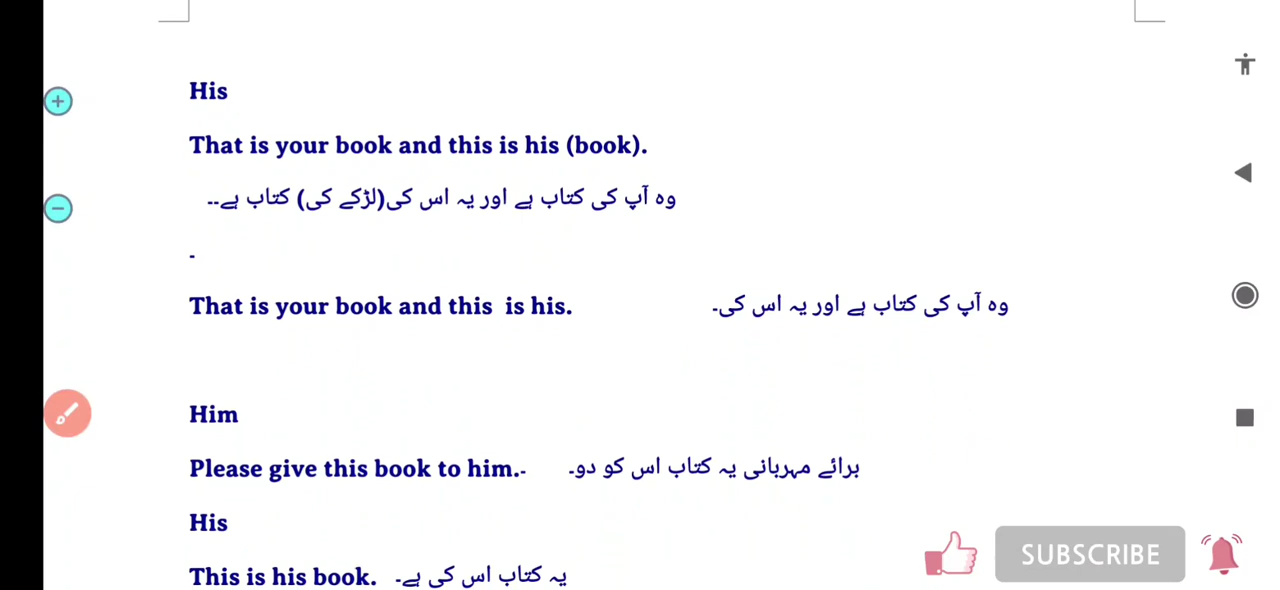 His
That is your book and this is his (book).
وہ آپ کی کتاب ہے اور یہ اس کی(لڑکے کی) کتاب ہے۔۔
-
That is your book and this  is his. وہ آپ کی کتاب ہے اور یہ اس کی۔
Him
Please give this book to him.- برائے مہربانی یہ کتاب اس کو دو۔
His
This is his book. یہ کتاب اس کی ہے۔
SUBSCRIBE